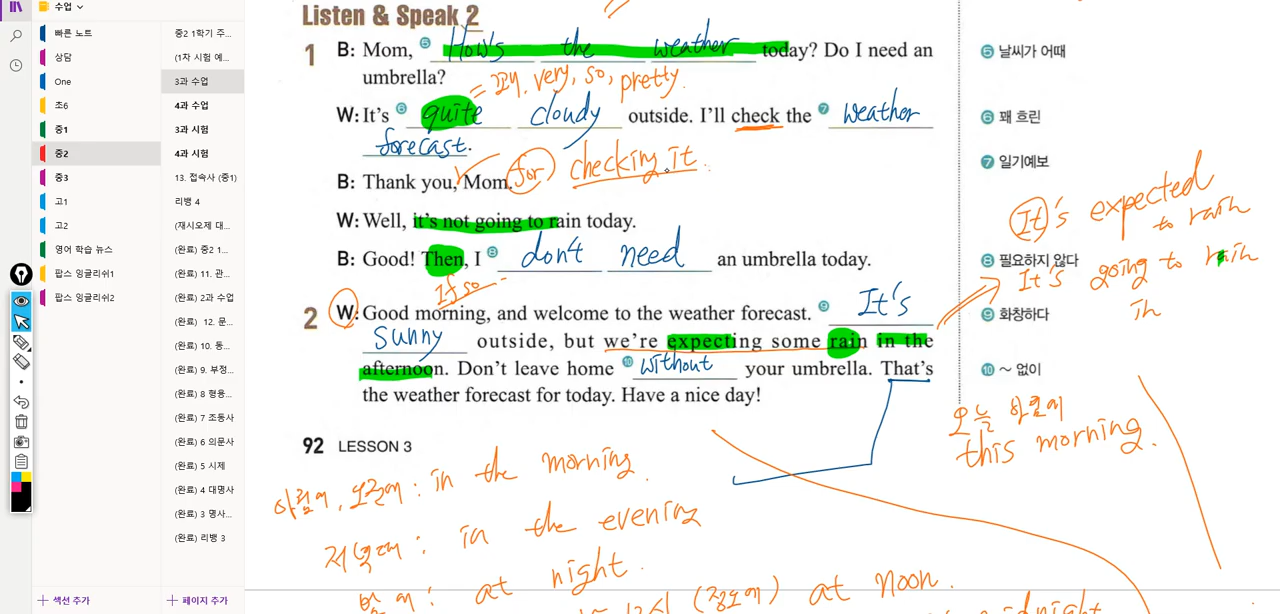 수업
빠른 노트
상담
One
초6
중1
중2
중3
고1
고2
영어 학습 뉴스
팝스 잉글리쉬1
팝스 잉글리쉬2
섹션 추가
중2 1학기 주...
(1차 시험 예...
3과 수업
4과 수업
3과 시험
4과 시험
13. 접속사 (중1)
리뱅 4
(재시오제 대...
(완료) 중2 1...
(완료) 11. 관...
(완료) 2과 수업
(완료) 12. 문...
(완료) 10. 동...
(완료) 9. 부정...
(완료) 8 형용...
(완료) 7 조동사
(완료) 6 의문사
(완료) 5 시제
(완료) 4 대명사
(완료) 3 명사...
(완료) 리뱅 3
페이지 추가
Listen & Speak 2
1 B: Mom, ⑤ How's the weather today? Do I need an
umbrella?
= 꽤, very, so, pretty
W: It's ⑥ quite cloudy outside. I'll check the ⑦ weather
forecast.
B: Thank you, Mom. for checking it.
W: Well, it's not going to rain today.
B: Good! Then, I ⑧ don't need an umbrella today.
If so
2 W: Good morning, and welcome to the weather forecast. ⑨ It's
sunny outside, but we're expecting some rain in the
afternoon. Don't leave home ⑩ without your umbrella. That's
the weather forecast for today. Have a nice day!
92 LESSON 3
⑤ 날씨가 어때
⑥ 꽤 흐린
⑦ 일기예보
It's expected
to rain
⑧ 필요하지 않다
It's going to rain
in
⑨ 화창하다
⑩ ~ 없이
오늘 아침에
this morning.
아침에, 오전에 : in the morning.
저녁에 : in the evening
밤에 : at night.
(정오에) at noon.